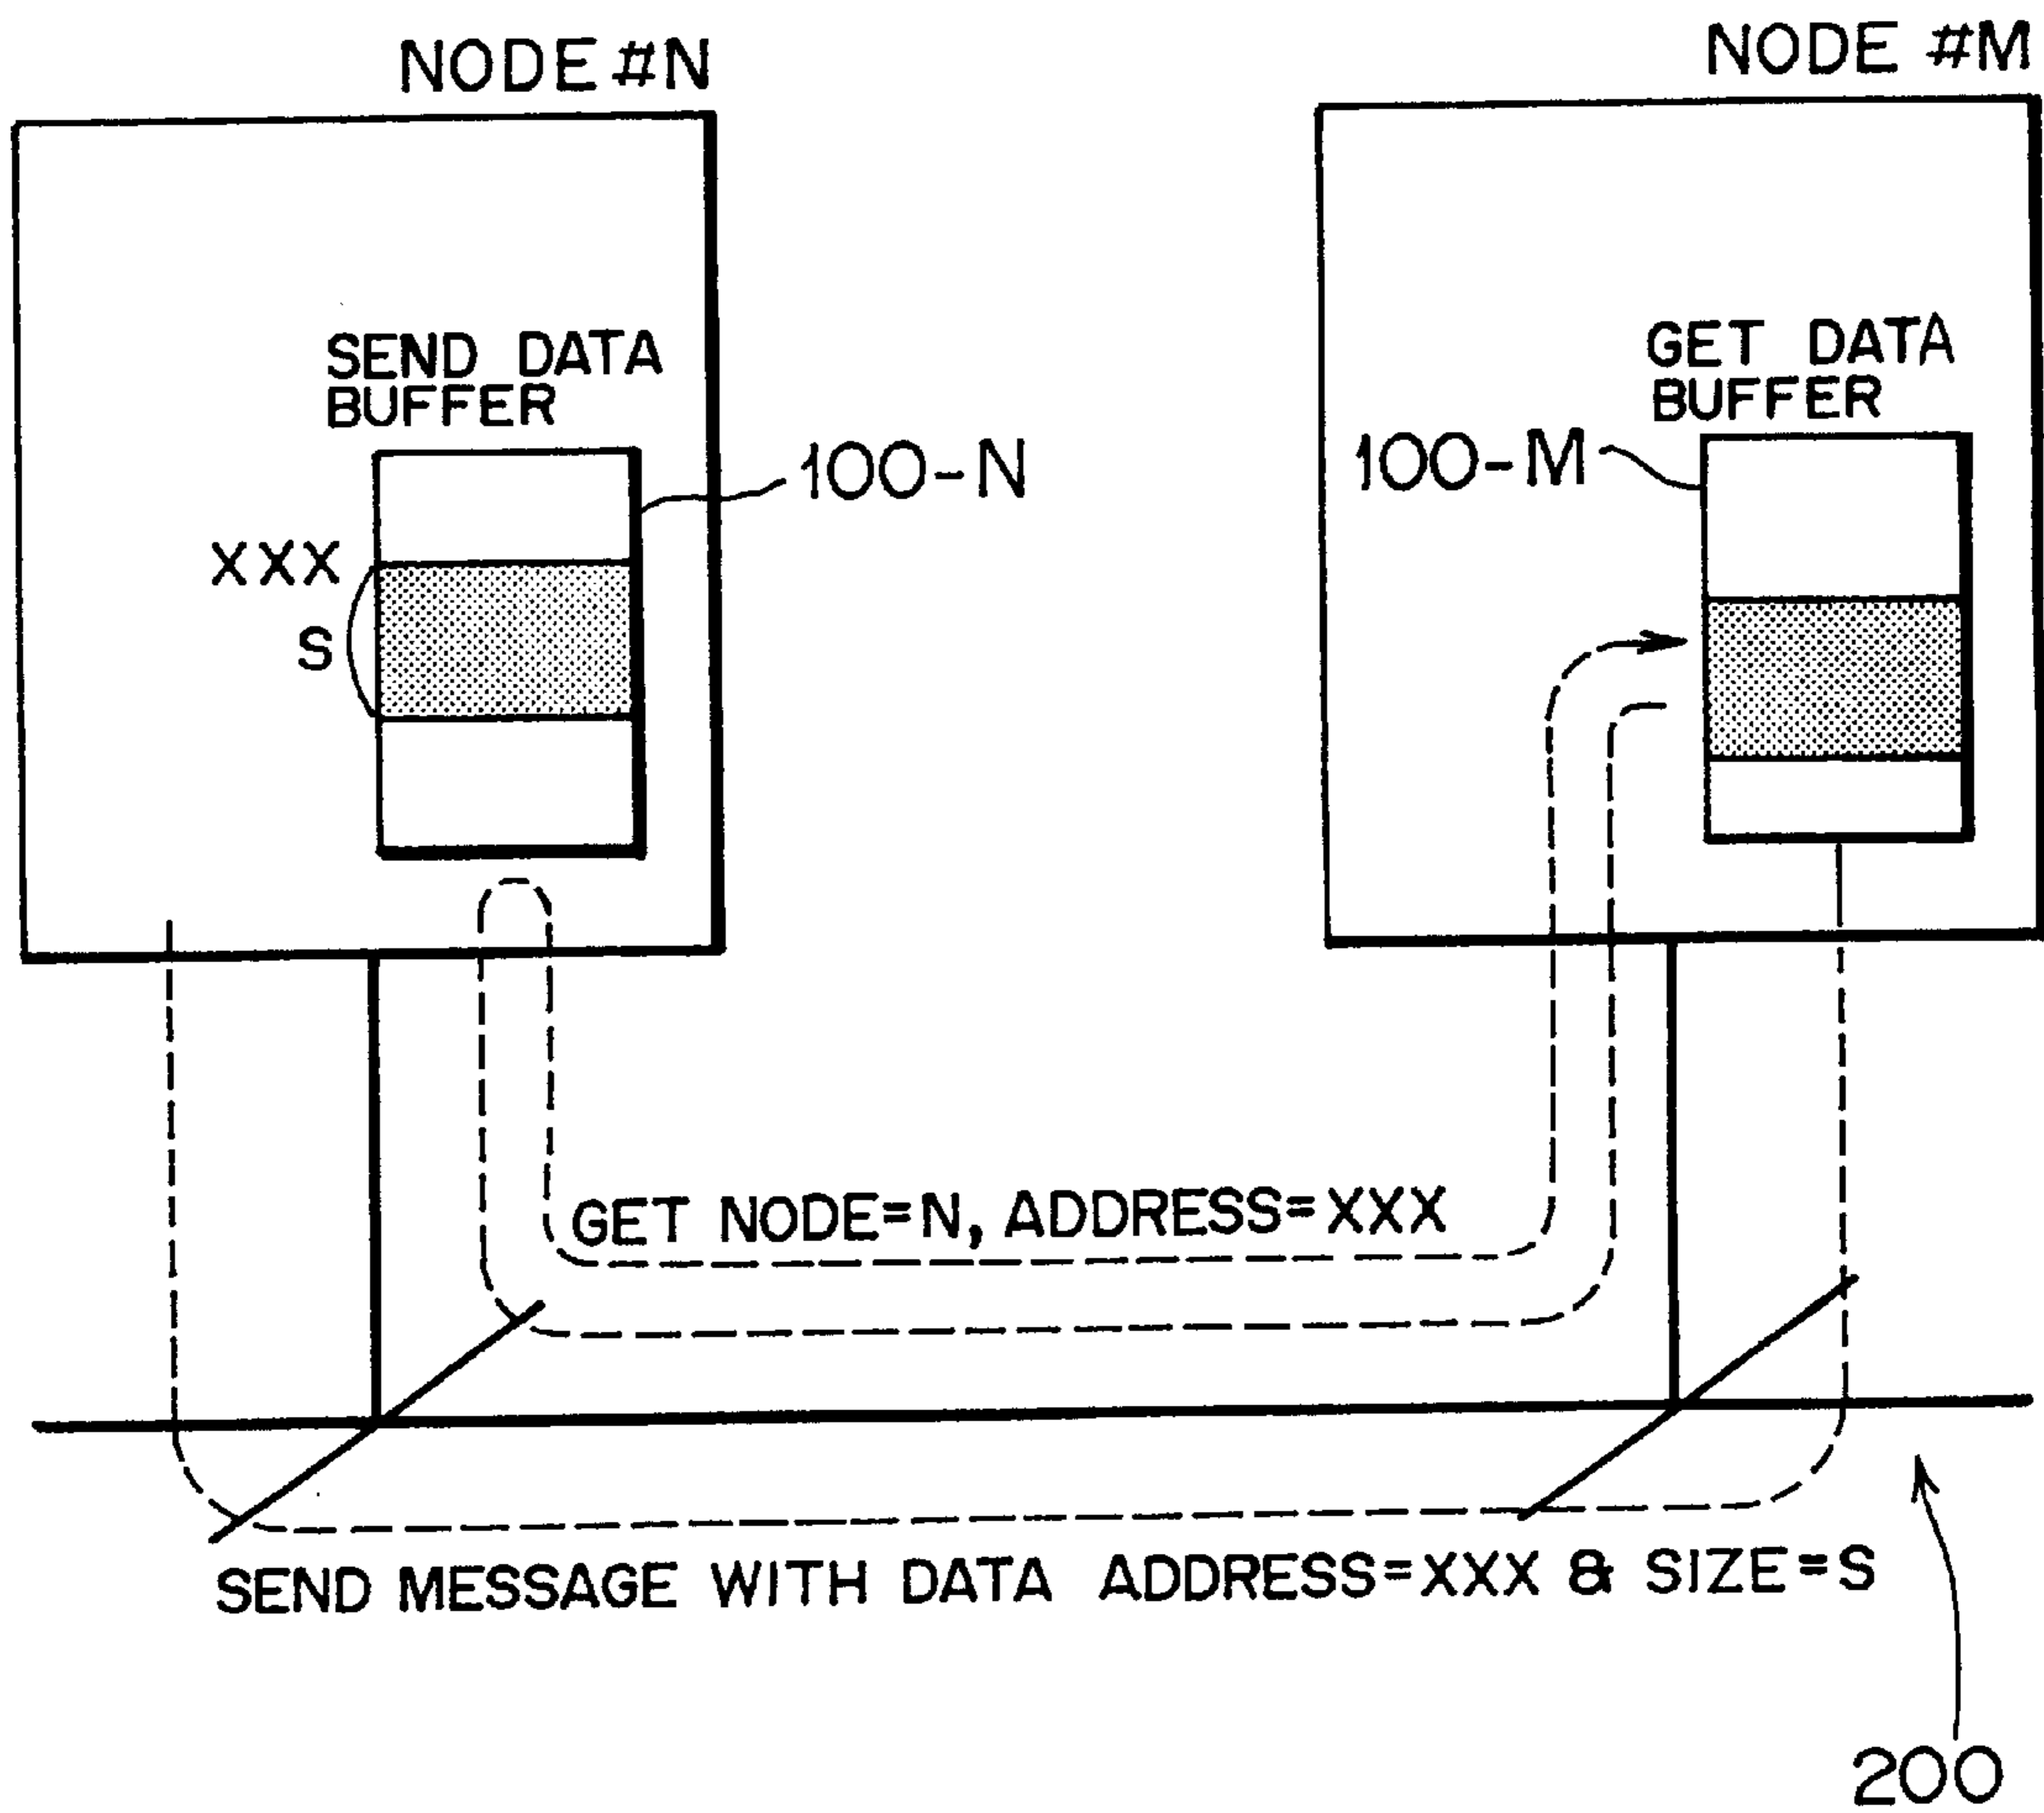 NODE #N
NODE #M
SEND DATA
BUFFER
GET DATA
BUFFER
100-N
100-M
XXX
S
GET NODE=N, ADDRESS=XXX
SEND MESSAGE WITH DATA ADDRESS=XXX & SIZE=S
200